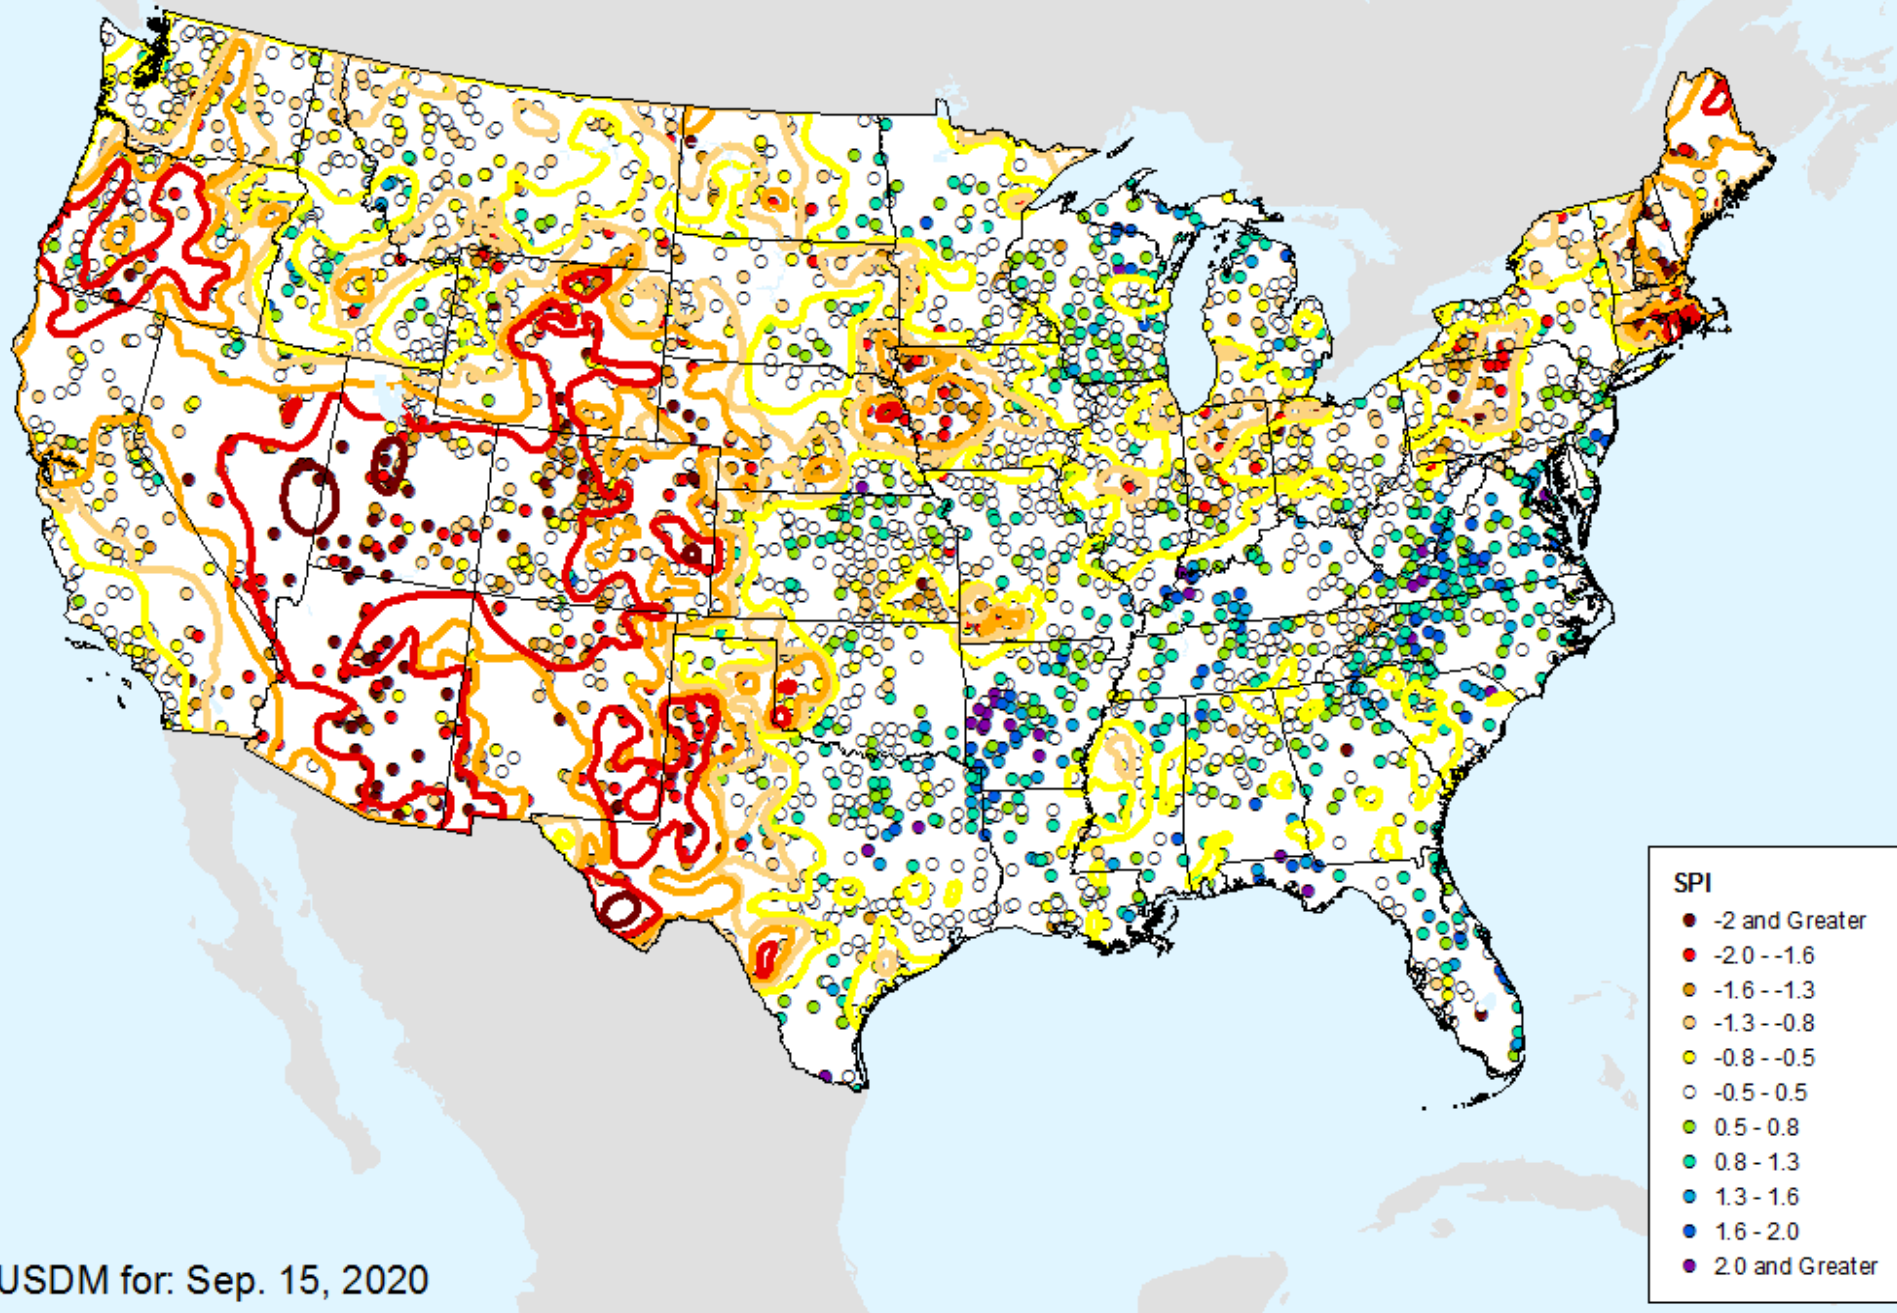 SPI
-2 and Greater
-2.0 - -1.6
-1.6 - -1.3
-1.3 - -0.8
-0.8 - -0.5
-0.5 - 0.5
0.5 - 0.8
0.8 - 1.3
1.3 - 1.6
1.6 - 2.0
2.0 and Greater
USDM for: Sep. 15, 2020